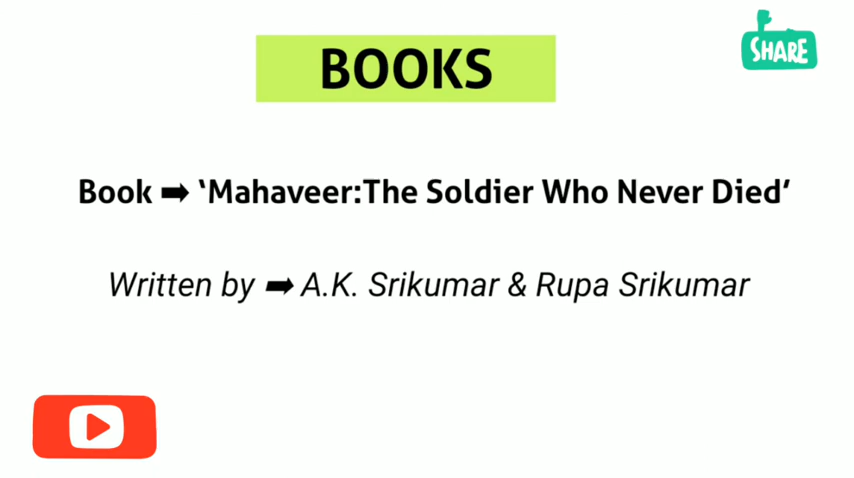 SHARE
BOOKS
Book ➡ ‘Mahaveer:The Soldier Who Never Died’
Written by ➡ A.K. Srikumar & Rupa Srikumar